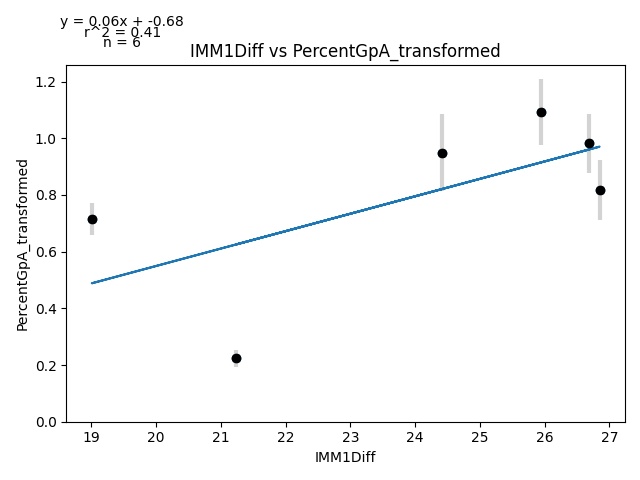 y = 0.06x + -0.68
r^2 = 0.41
n = 6
IMM1Diff vs PercentGpA_transformed
PercentGpA_transformed
1.2
1.0
0.8
0.6
0.4
0.2
0.0
19 20 21 22 23 24 25 26 27
IMM1Diff